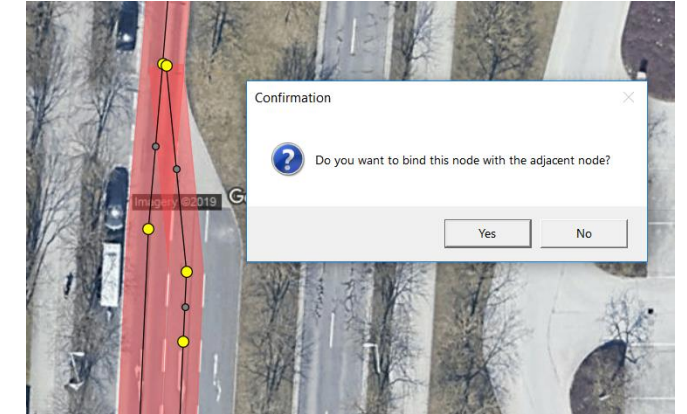 Confirmation
Do you want to bind this node with the adjacent node?
Imagery ©2019
Yes
No